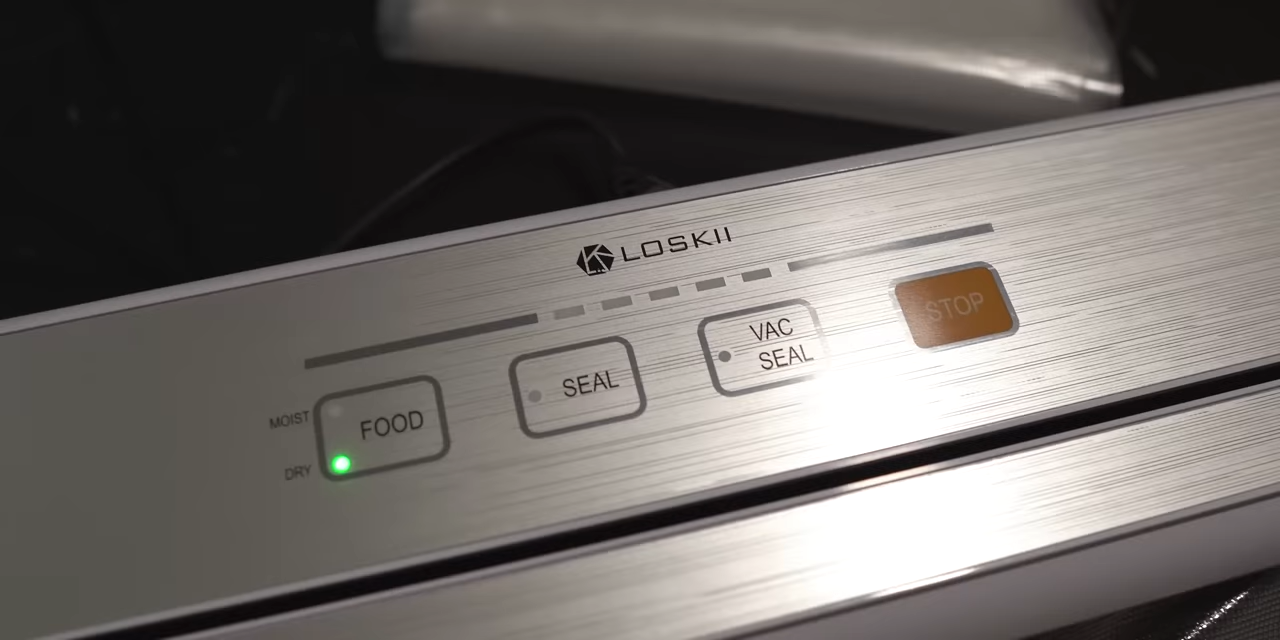 LOSKII
MOIST
DRY
FOOD
SEAL
VAC
SEAL
STOP